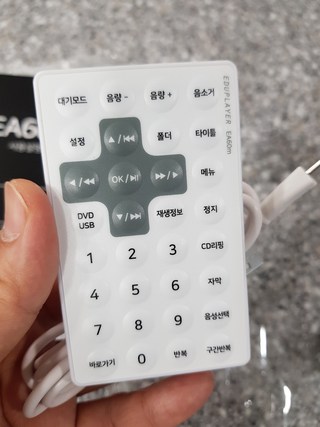 대기모드 음량 - 음량 + 음소거
설정 ▲/⏮ 폴더 타이틀
◀/◀◀ OK/▶॥ ▶▶/▶ 메뉴
DVD
USB ▼/⏭ 재생정보 정지
1 2 3 CD리핑
4 5 6 자막
7 8 9 음성선택
바로가기 0 반복 구간반복
EDUPLAYER EA60m
EA60